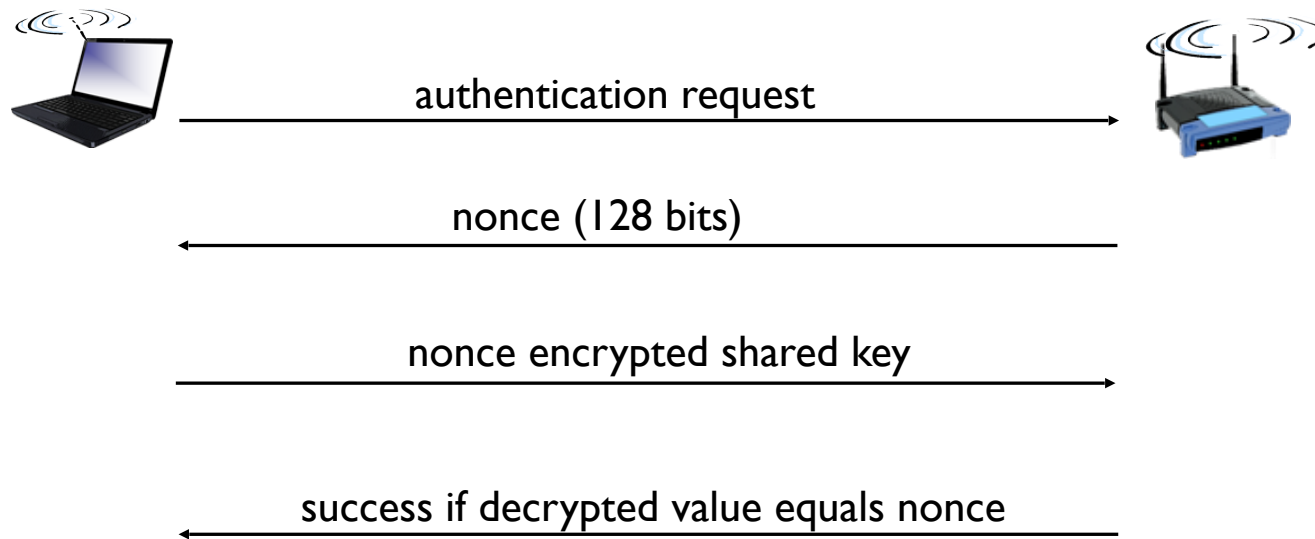 authentication request
nonce (128 bits)
nonce encrypted shared key
success if decrypted value equals nonce